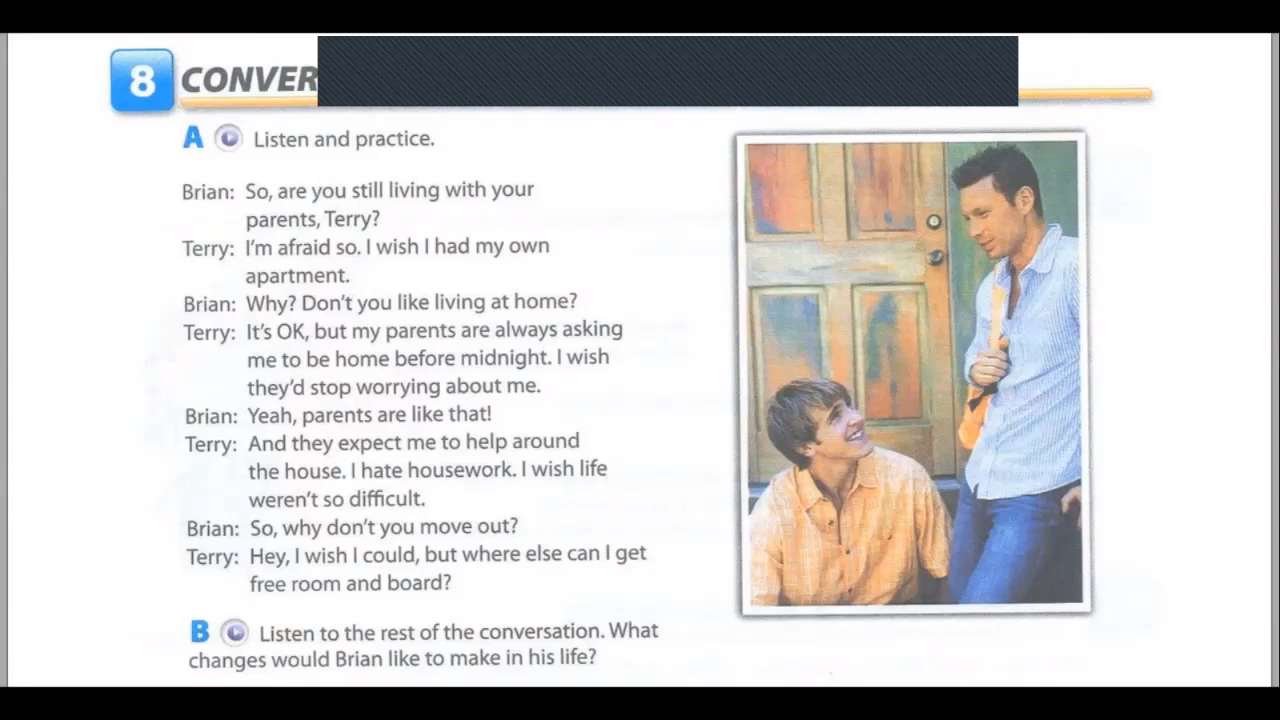 8 CONVER
A Listen and practice.
Brian: So, are you still living with your
parents, Terry?
Terry: I'm afraid so. I wish I had my own
apartment.
Brian: Why? Don't you like living at home?
Terry: It's OK, but my parents are always asking
me to be home before midnight. I wish
they'd stop worrying about me.
Brian: Yeah, parents are like that!
Terry: And they expect me to help around
the house. I hate housework. I wish life
weren't so difficult.
Brian: So, why don't you move out?
Terry: Hey, I wish I could, but where else can I get
free room and board?
B Listen to the rest of the conversation. What
changes would Brian like to make in his life?